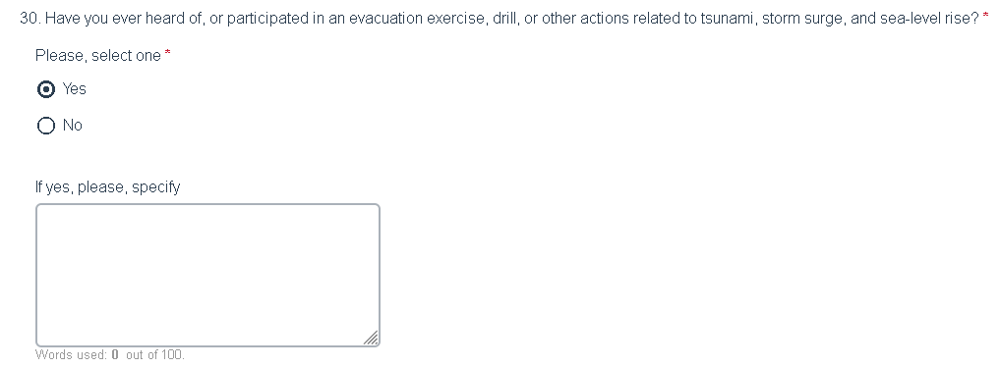 30. Have you ever heard of, or participated in an evacuation exercise, drill, or other actions related to tsunami, storm surge, and sea-level rise? *
Please, select one *
Yes
No
If yes, please, specify
Words used: 0 out of 100.